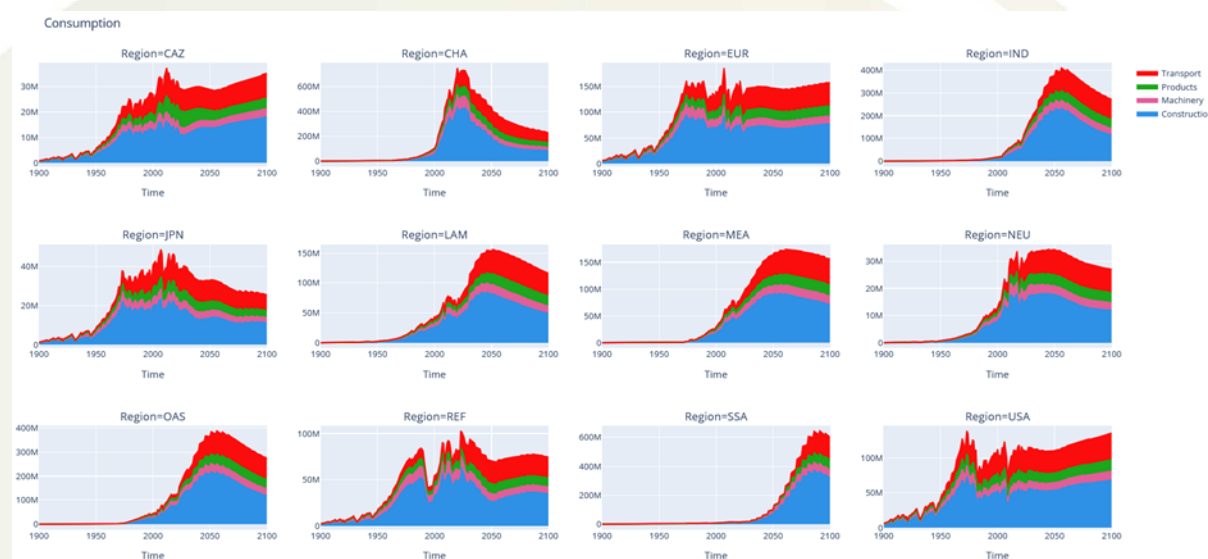 Consumption
Region=CAZ
Region=CHA
Region=EUR
Region=IND
30M
20M
10M
0
1900 1950 2000 2050 2100
Time
600M
400M
200M
0
1900 1950 2000 2050 2100
Time
150M
100M
50M
0
1900 1950 2000 2050 2100
Time
400M
300M
200M
100M
0
1900 1950 2000 2050 2100
Time
Transport
Products
Machinery
Constructio
Region=JPN
Region=LAM
Region=MEA
Region=NEU
40M
20M
0
1900 1950 2000 2050 2100
Time
150M
100M
50M
0
1900 1950 2000 2050 2100
Time
150M
100M
50M
0
1900 1950 2000 2050 2100
Time
30M
20M
10M
0
1900 1950 2000 2050 2100
Time
Region=OAS
Region=REF
Region=SSA
Region=USA
400M
300M
200M
100M
0
1900 1950 2000 2050 2100
Time
100M
50M
0
1900 1950 2000 2050 2100
Time
600M
400M
200M
0
1900 1950 2000 2050 2100
Time
100M
50M
0
1900 1950 2000 2050 2100
Time